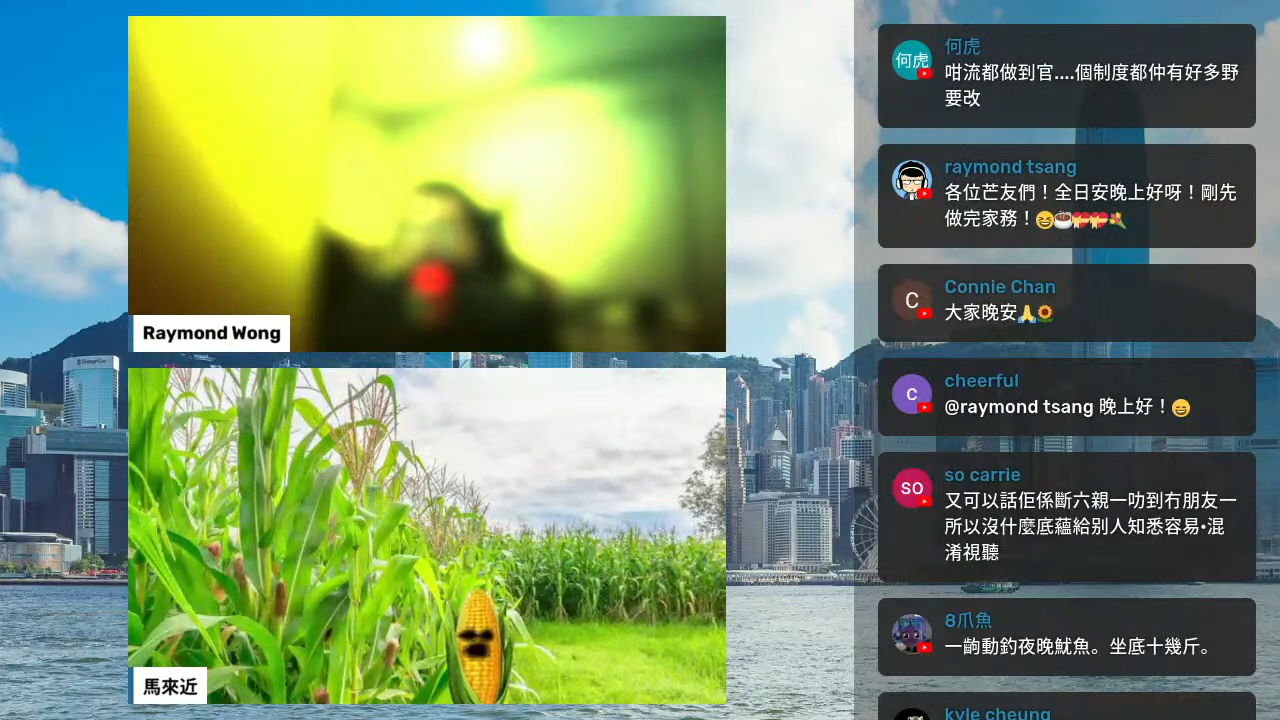 Raymond Wong
馬來近
何虎
何虎
咁流都做到官....個制度都仲有好多野
要改
raymond tsang
各位芒友們！全日安晚上好呀！剛先
做完家務！😆☕💝💝💐
C
Connie Chan
大家晚安🙏🌻
C
cheerful
@raymond tsang 晚上好！😄
SO
so carrie
又可以話佢係斷六親一叻到冇朋友一
所以沒什麼底蘊給別人知悉容易•混
淆視聽
8爪魚
一齣動釣夜晚魷魚。坐底十幾斤。
kyle cheung